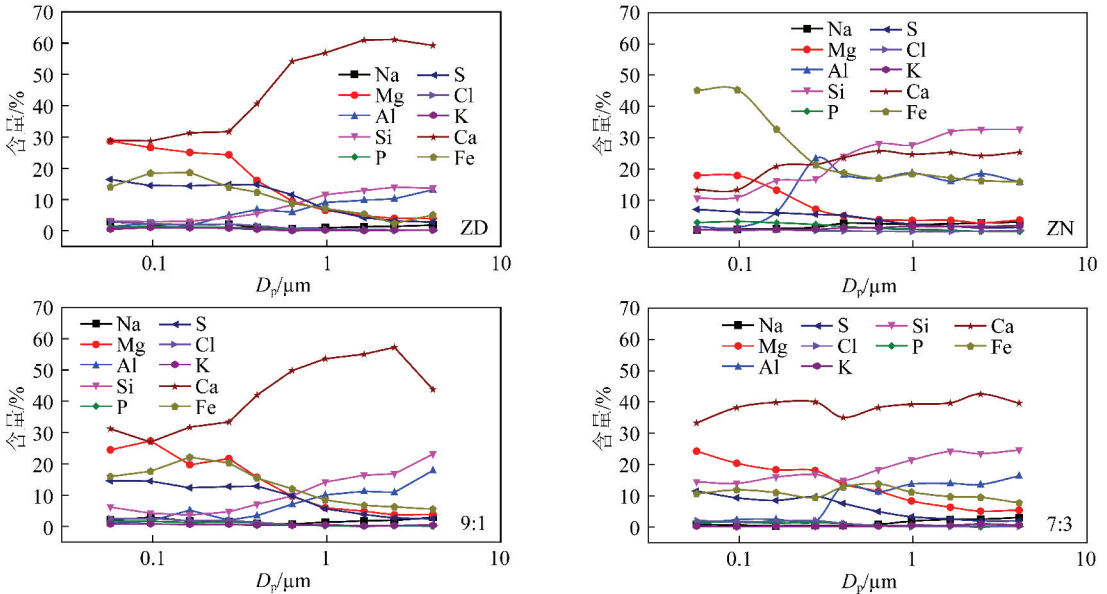 70
60
50
40
30
20
10
0
含量/%
Na
Mg
Al
Si
P
S
Cl
K
Ca
Fe
ZD
0.1
1
10
Dp/μm
70
60
50
40
30
20
10
0
含量/%
Na
Mg
Al
Si
P
S
Cl
K
Ca
Fe
ZN
0.1
1
10
Dp/μm
70
60
50
40
30
20
10
0
含量/%
Na
Mg
Al
Si
P
S
Cl
K
Ca
Fe
9:1
0.1
1
10
Dp/μm
70
60
50
40
30
20
10
0
含量/%
Na
Mg
Al
S
Cl
K
Si
P
Ca
Fe
7:3
0.1
1
10
Dp/μm